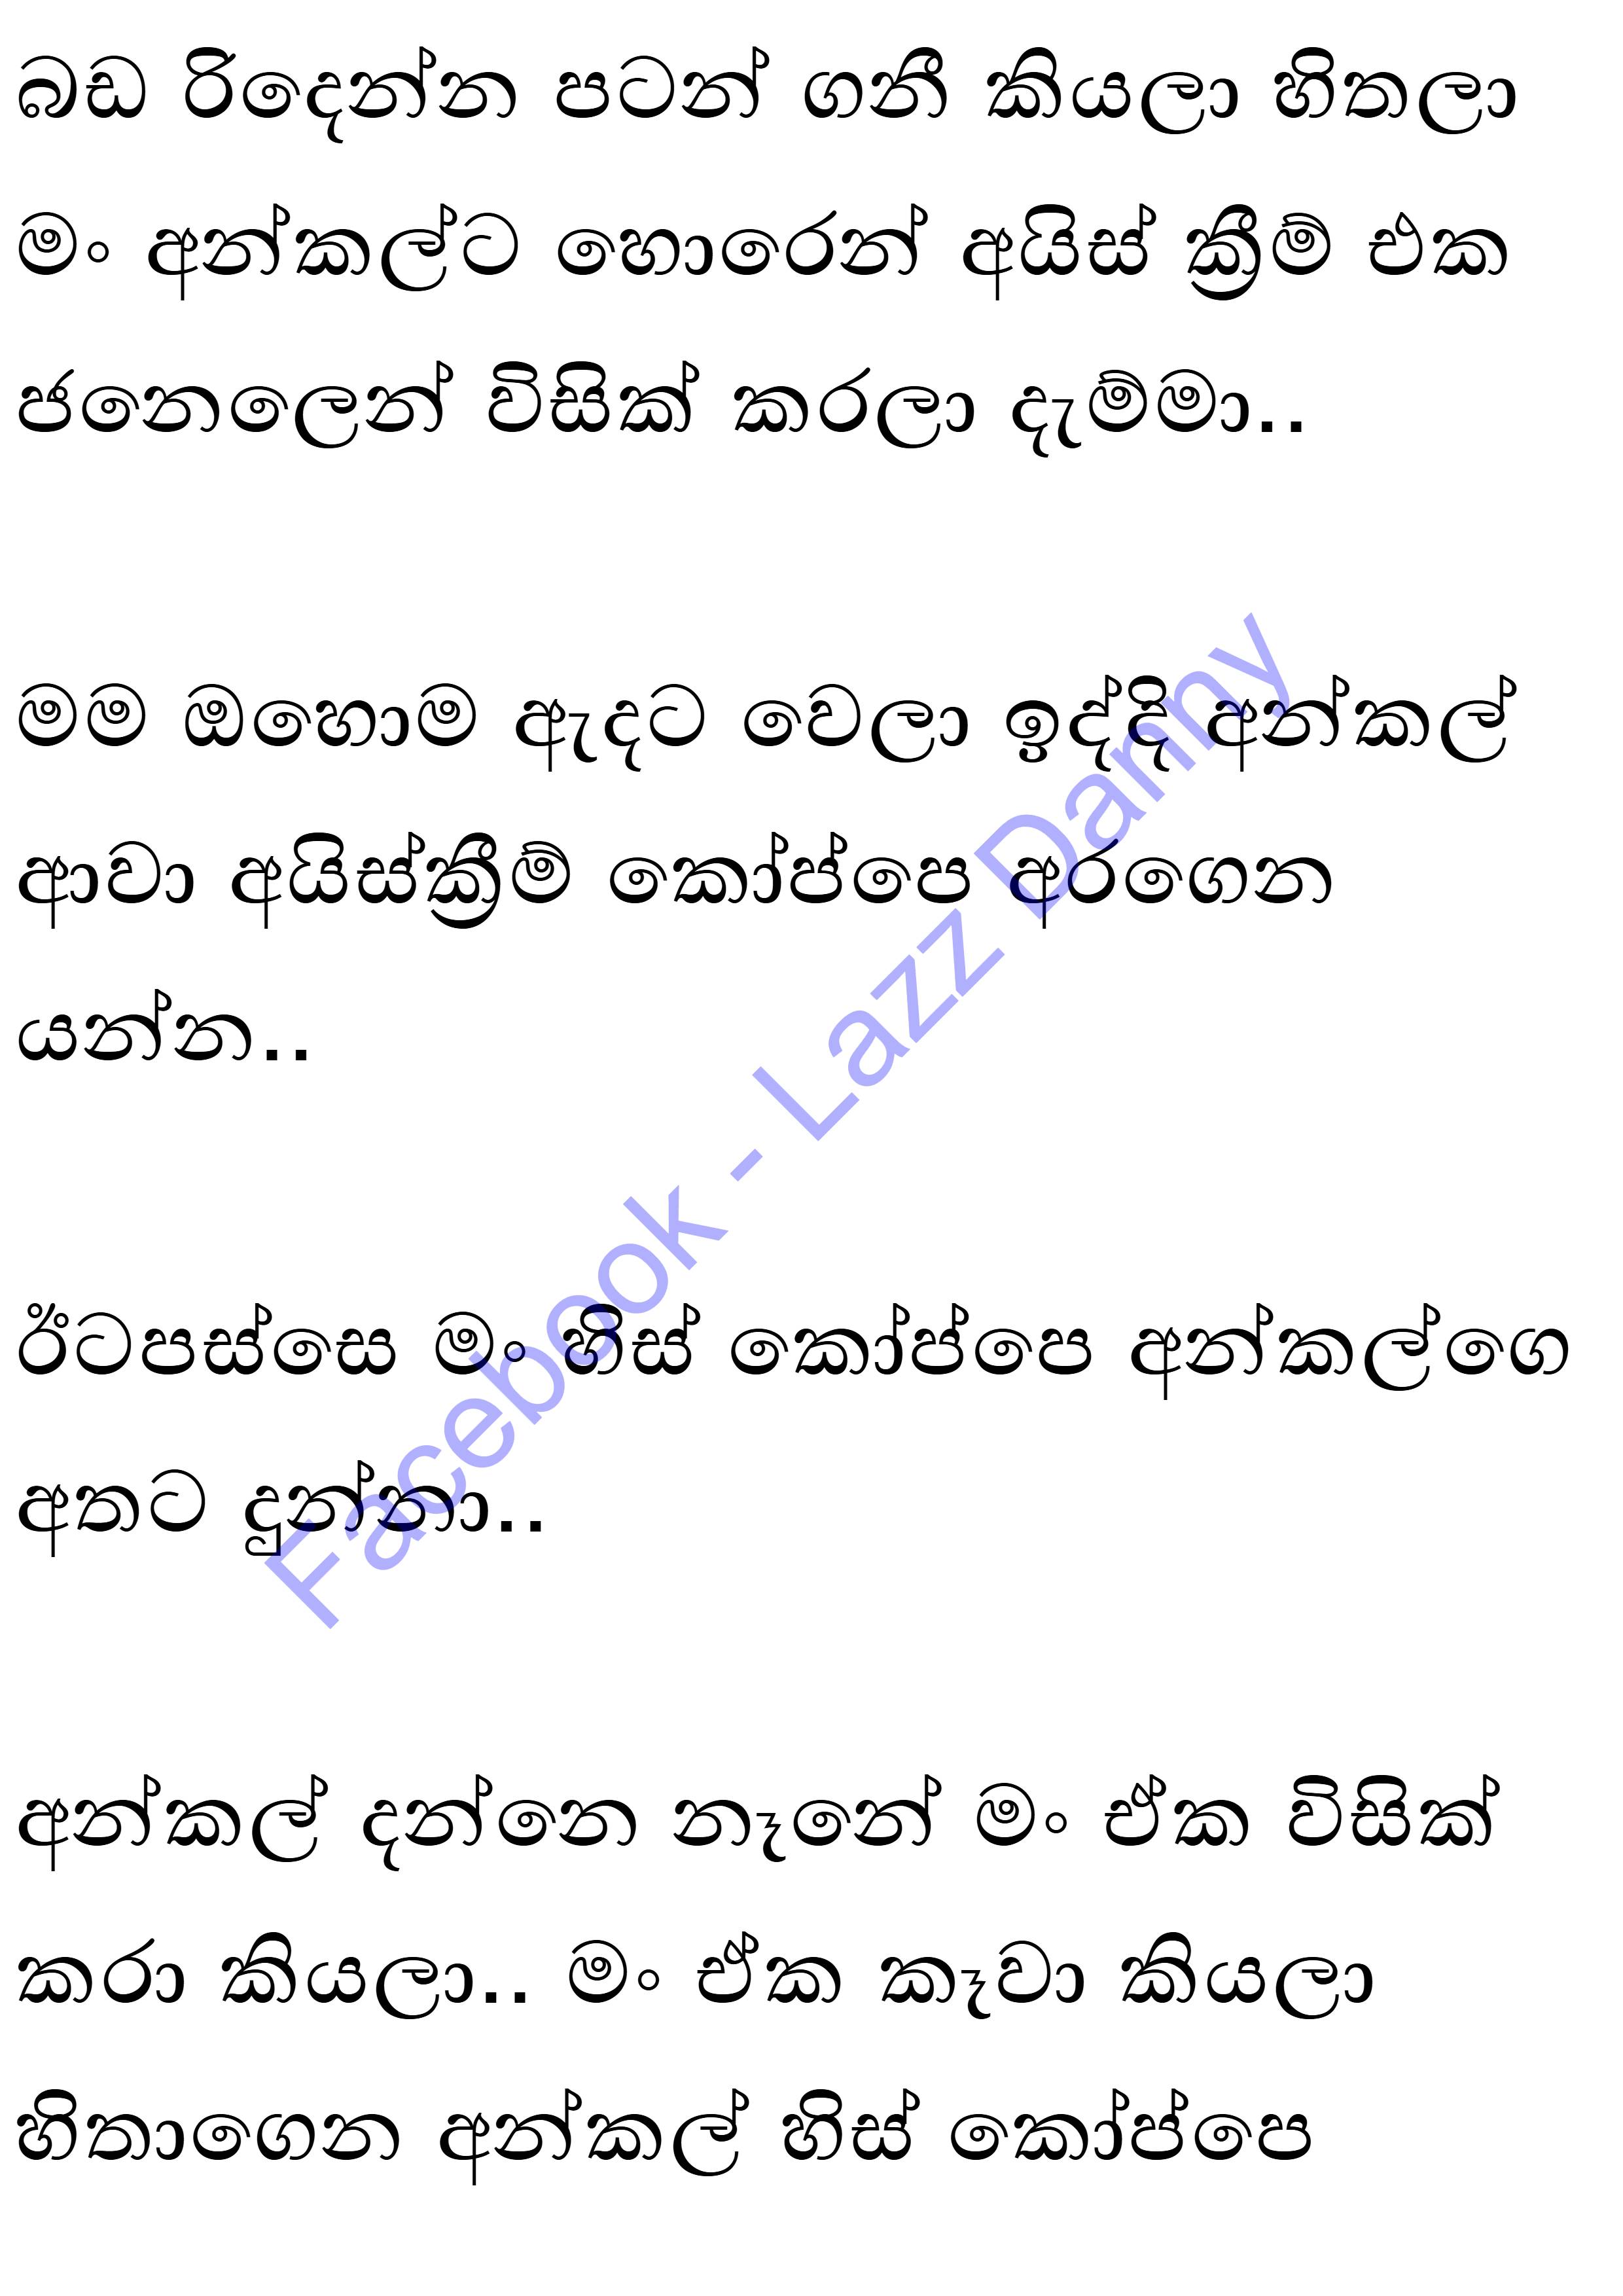 බඩ රිදෙන්න පටන් ගනී කියලා හිතලා
මං අන්කල්ට හොරෙන් අයිස් ක්‍රීම් එක
ජනෙලෙන් විසික් කරලා දැම්මා..
මම ඔහොම ඇදට වෙලා ඉද්දි අන්කල්
ආවා අයිස්ක්‍රීම් කෝප්පෙ අරගෙන
යන්න..
ඊටපස්සෙ මං හිස් කෝප්පෙ අන්කල්ගෙ
අතට දුන්නා..
අන්කල් දන්නෙ නෑනේ මං ඒක විසික්
කරා කියලා.. මං ඒක කෑවා කියලා
හිතාගෙන අන්කල් හිස් කෝප්පෙ
Facebook - Lazz Danny